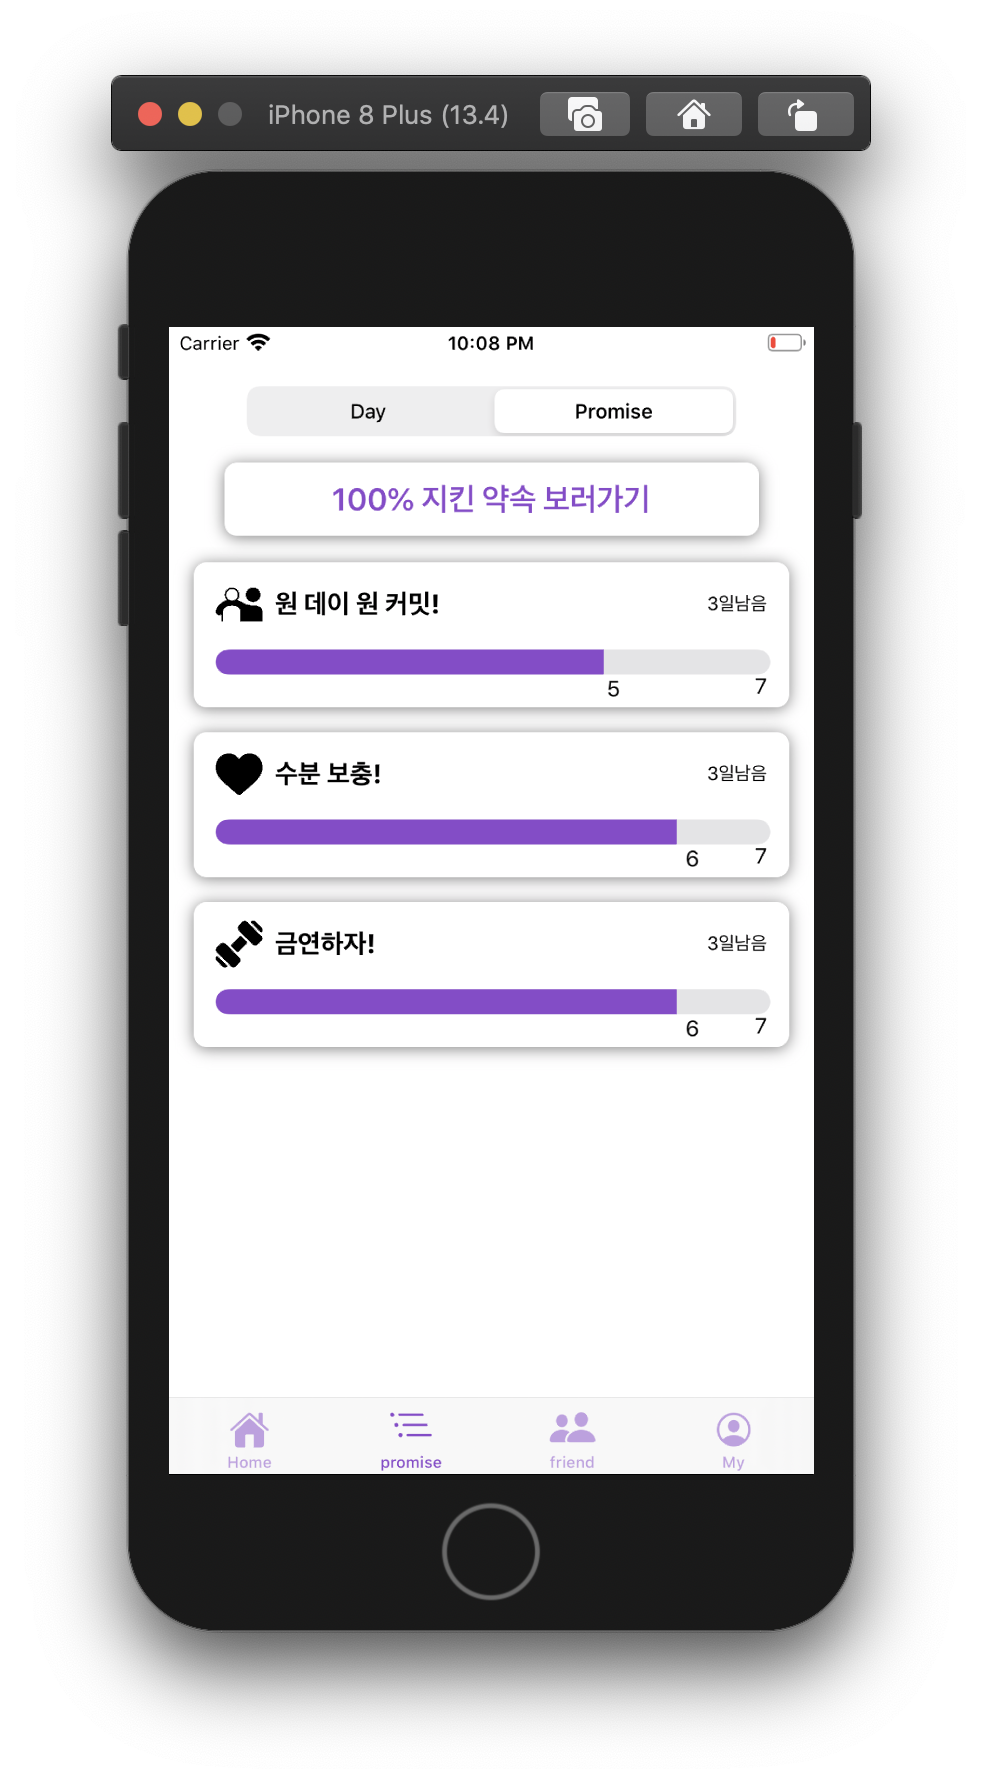 iPhone 8 Plus (13.4)
Carrier 10:08 PM
Day Promise
100% 지킨 약속 보러가기
원 데이 원 커밋! 3일남음
5 7
수분 보충! 3일남음
6 7
금연하자! 3일남음
6 7
Home promise friend My